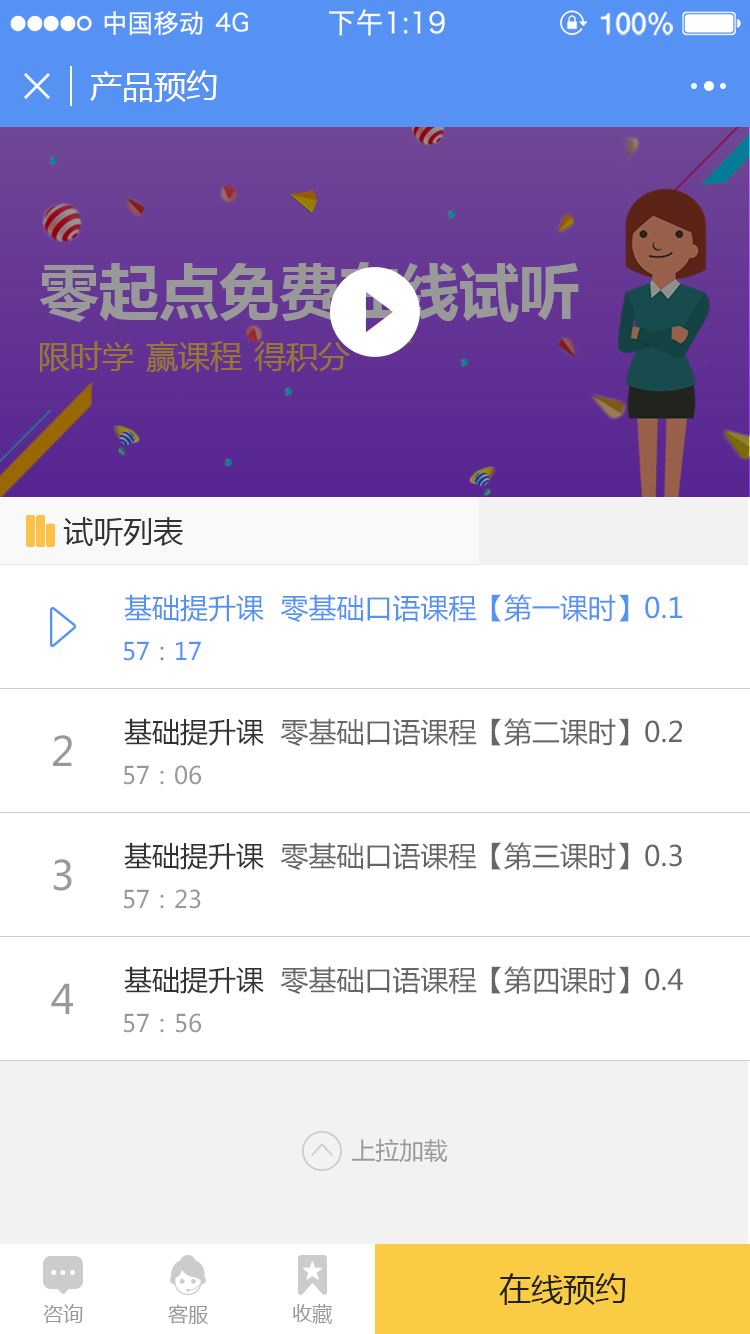 中国移动 4G 下午1:19 100%
产品预约
零起点免费在线试听
限时学 赢课程 得积分
试听列表
基础提升课 零基础口语课程【第一课时】0.1
57：17
2 基础提升课 零基础口语课程【第二课时】0.2
57：06
3 基础提升课 零基础口语课程【第三课时】0.3
57：23
4 基础提升课 零基础口语课程【第四课时】0.4
57：56
上拉加载
咨询 客服 收藏 在线预约